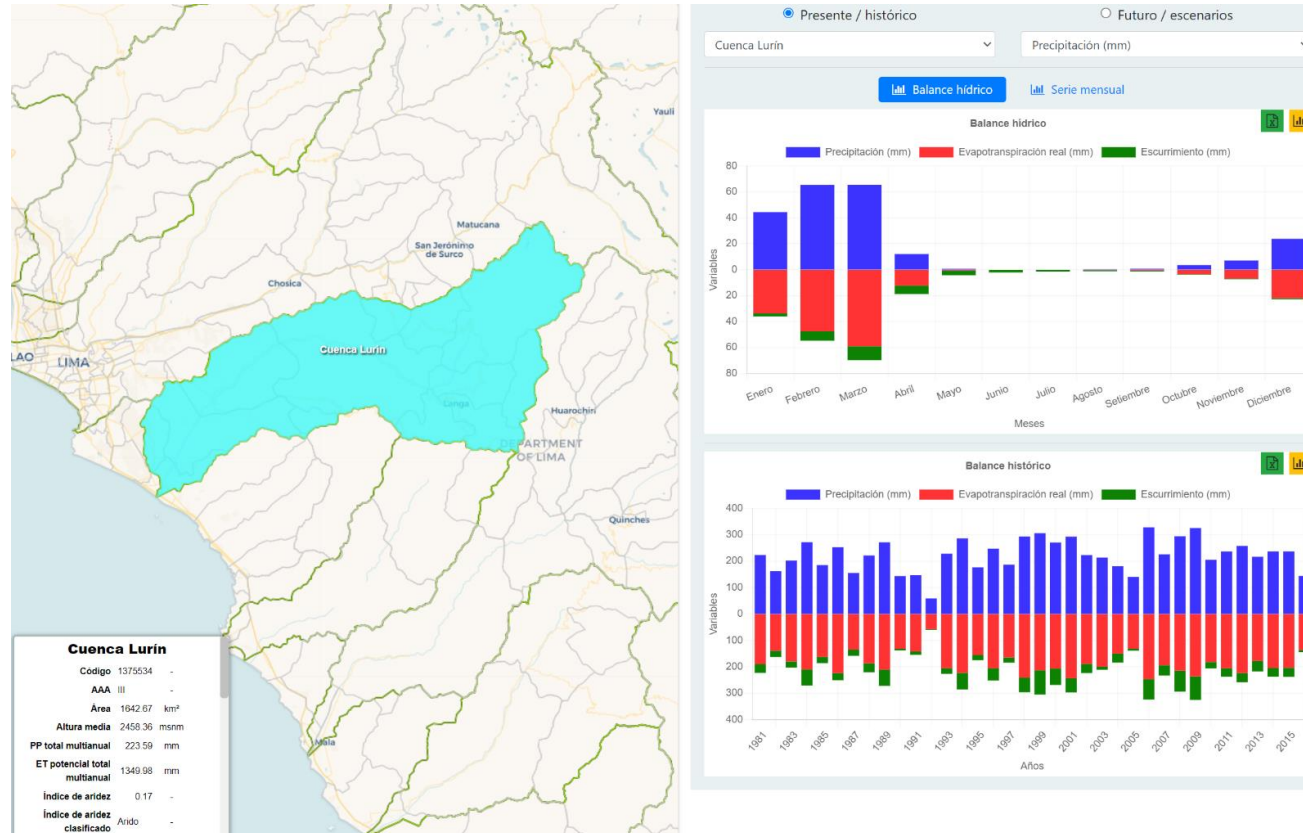 Yauli
Matucana
San Jerónimo
de Surco
Chosica
LAO
LIMA
Cuenca Lurín
Langa
Huarochirí
DEPARTMENT
OF LIMA
Quinches
Mala
Cuenca Lurín
Código 1375534 -
AAA III -
Área 1642.67 km²
Altura media 2458.36 msnm
PP total multianual 223.59 mm
ET potencial total
multianual 1349.98 mm
Índice de aridez 0.17 -
Índice de aridez
clasificado Arido -
Presente / histórico Futuro / escenarios
Cuenca Lurín Precipitación (mm)
Balance hídrico Serie mensual
Balance hídrico
Precipitación (mm) Evapotranspiración real (mm) Escurrimiento (mm)
80
60
40
20
0
20
40
60
80
Variables
Enero Febrero Marzo Abril Mayo Junio Julio Agosto Setiembre Octubre Noviembre Diciembre
Meses
Balance histórico
Precipitación (mm) Evapotranspiración real (mm) Escurrimiento (mm)
400
300
200
100
0
100
200
300
400
Variables
1981 1983 1985 1987 1989 1991 1993 1995 1997 1999 2001 2003 2005 2007 2009 2011 2013 2015
Años